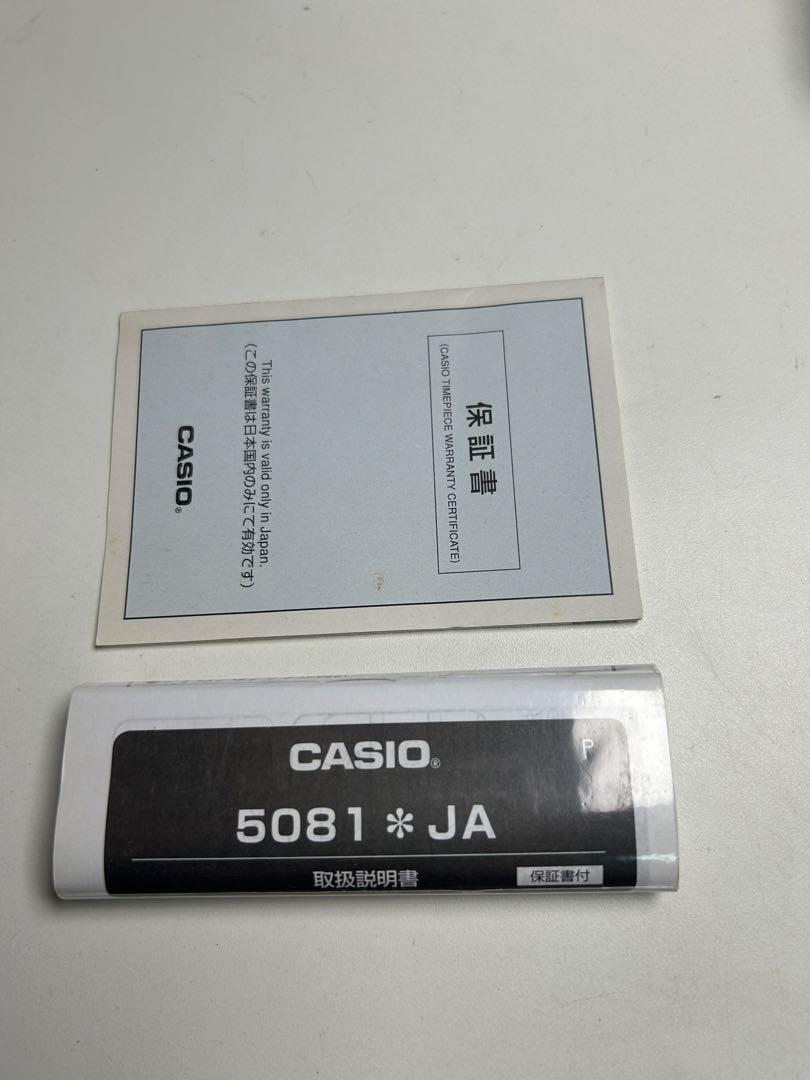 保証書
(CASIO TIMEPIECE WARRANTY CERTIFICATE)
This warranty is valid only in Japan.
(この保証書は日本国内のみにて有効です)
CASIO®
CASIO®
P
5081＊JA
取扱説明書
保証書付